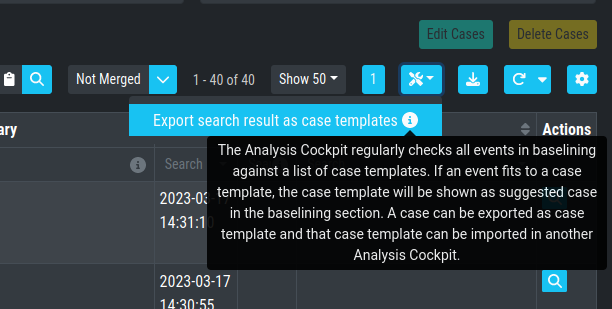 Edit Cases Delete Cases
Not Merged 1 - 40 of 40 Show 50 1
Export search result as case templates
ary Actions
The Analysis Cockpit regularly checks all events in baselining
against a list of case templates. If an event fits to a case
template, the case template will be shown as suggested case
in the baselining section. A case can be exported as case
template and that case template can be imported in another
Analysis Cockpit.
Search
2023-03-17
14:31:10
2023-03-17
14:30:55